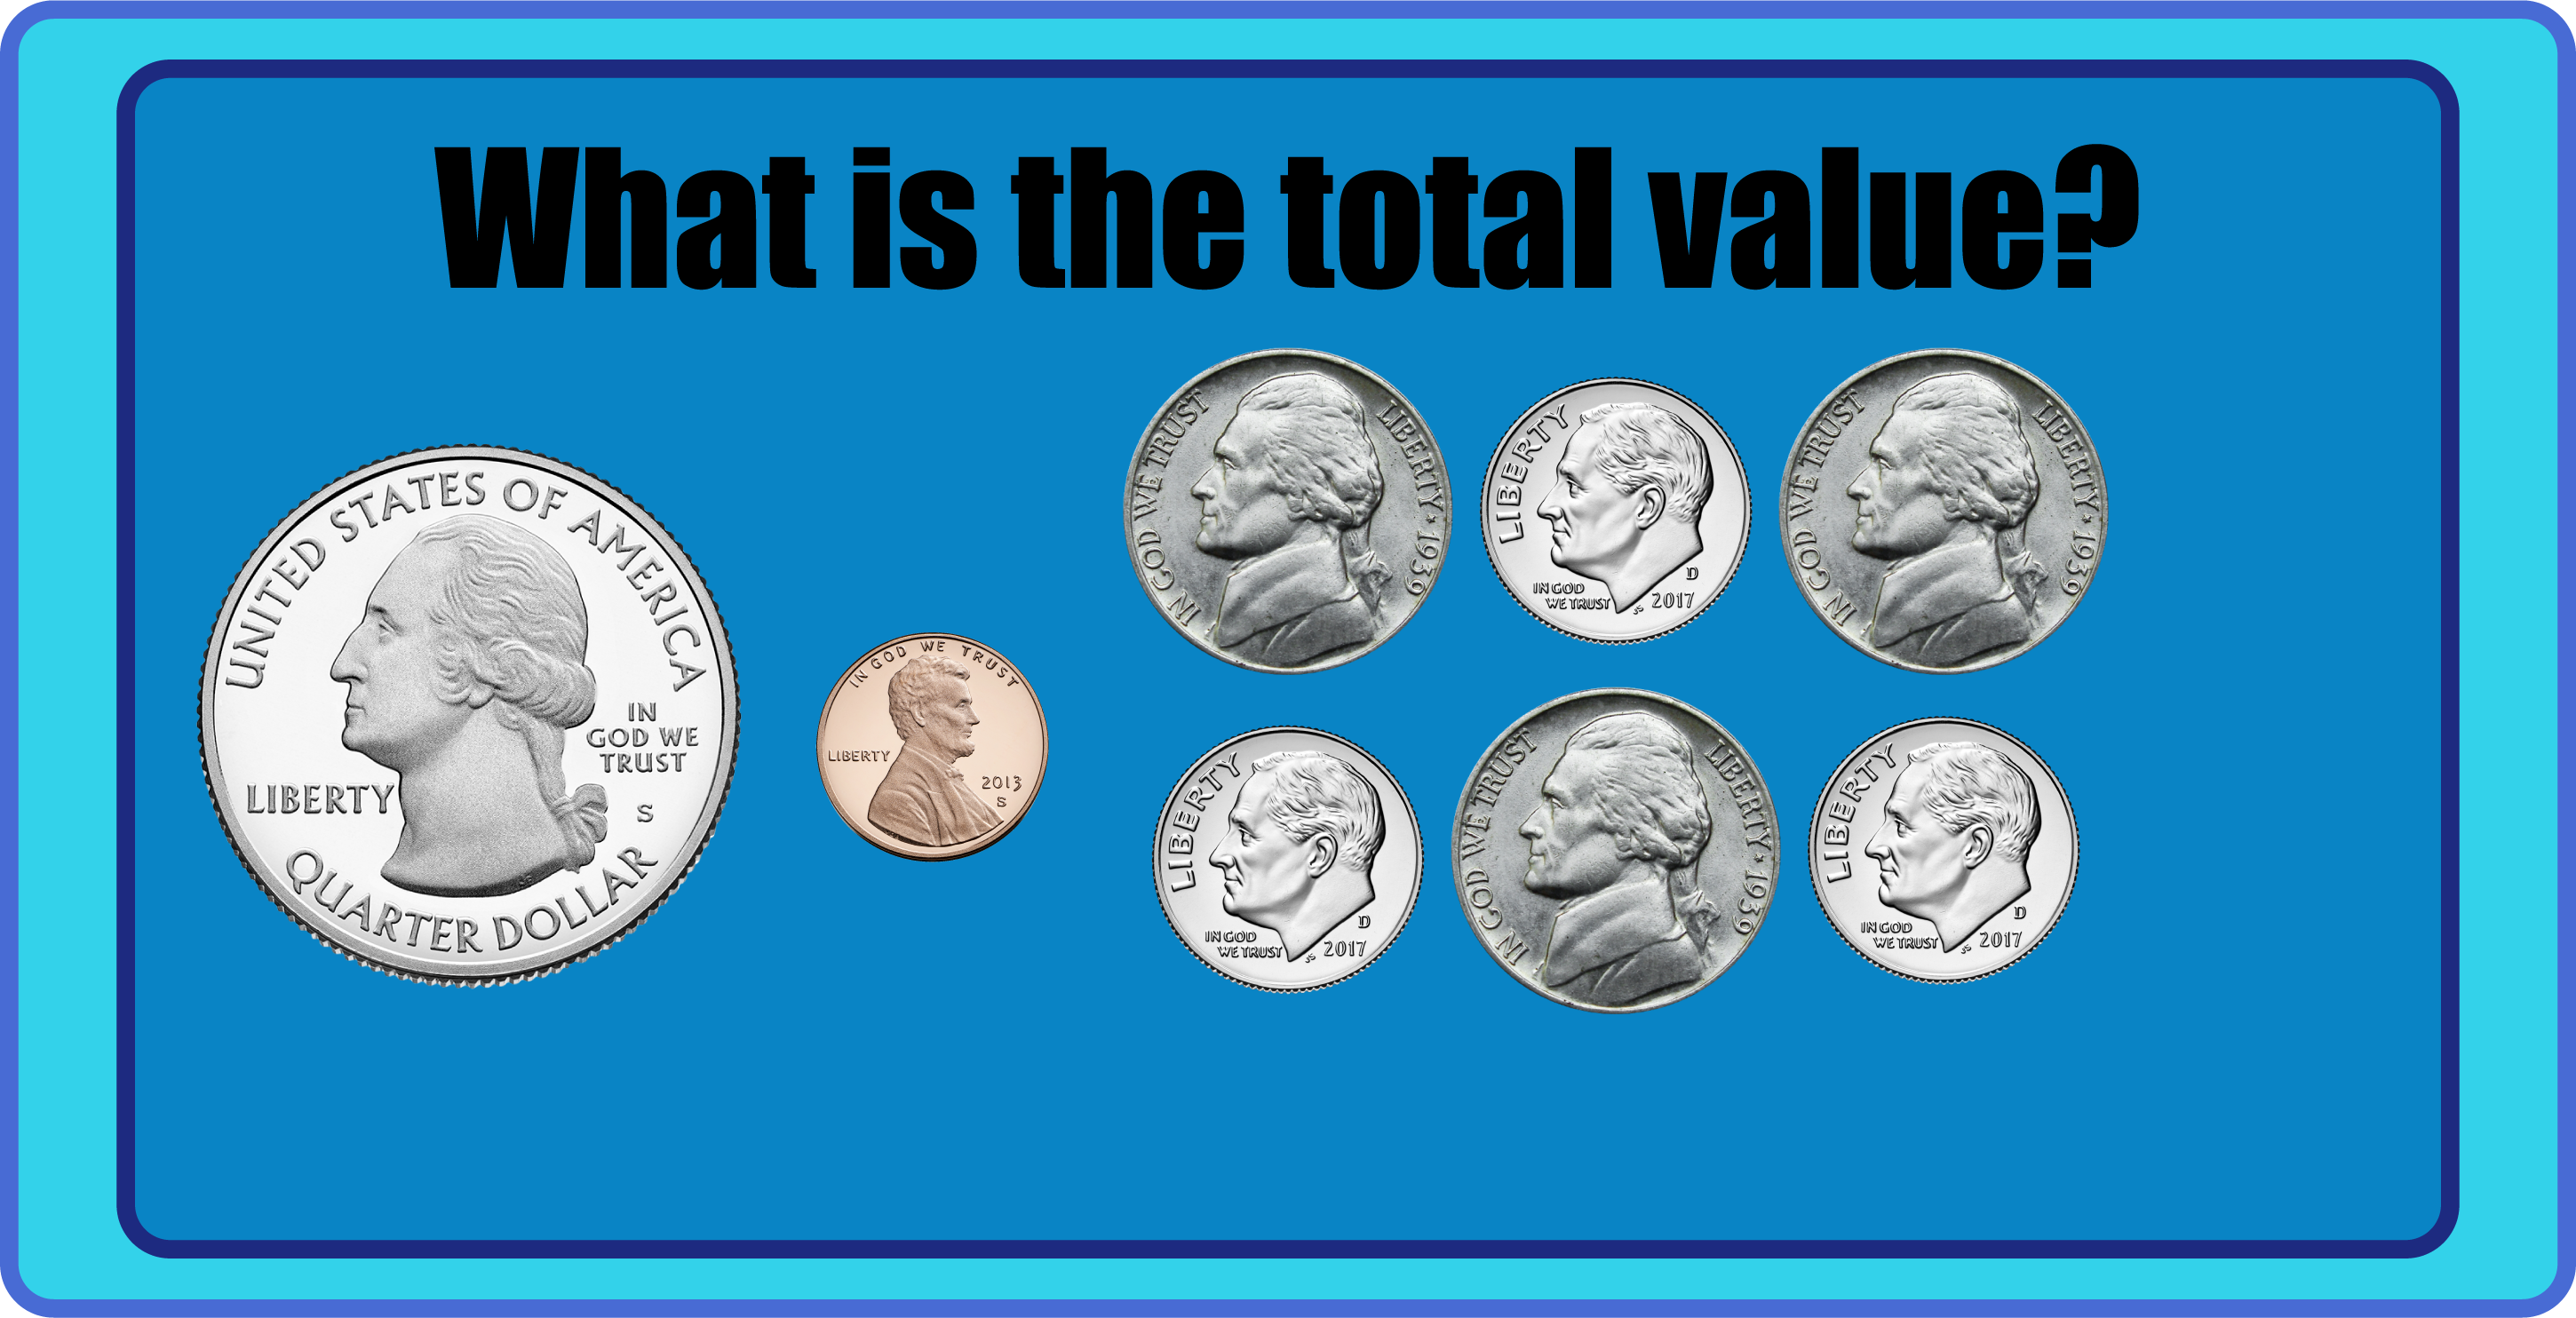 What is the total value?
UNITED STATES OF AMERICA
IN
GOD WE
TRUST
LIBERTY
S
QUARTER DOLLAR
IN GOD WE TRUST
LIBERTY
2013
S
IN GOD WE TRUST
LIBERTY ★ 1939
LIBERTY
D
IN GOD
WE TRUST
JS 2017
IN GOD WE TRUST
LIBERTY ★ 1939
LIBERTY
D
IN GOD
WE TRUST
JS 2017
IN GOD WE TRUST
LIBERTY ★ 1939
LIBERTY
D
IN GOD
WE TRUST
JS 2017